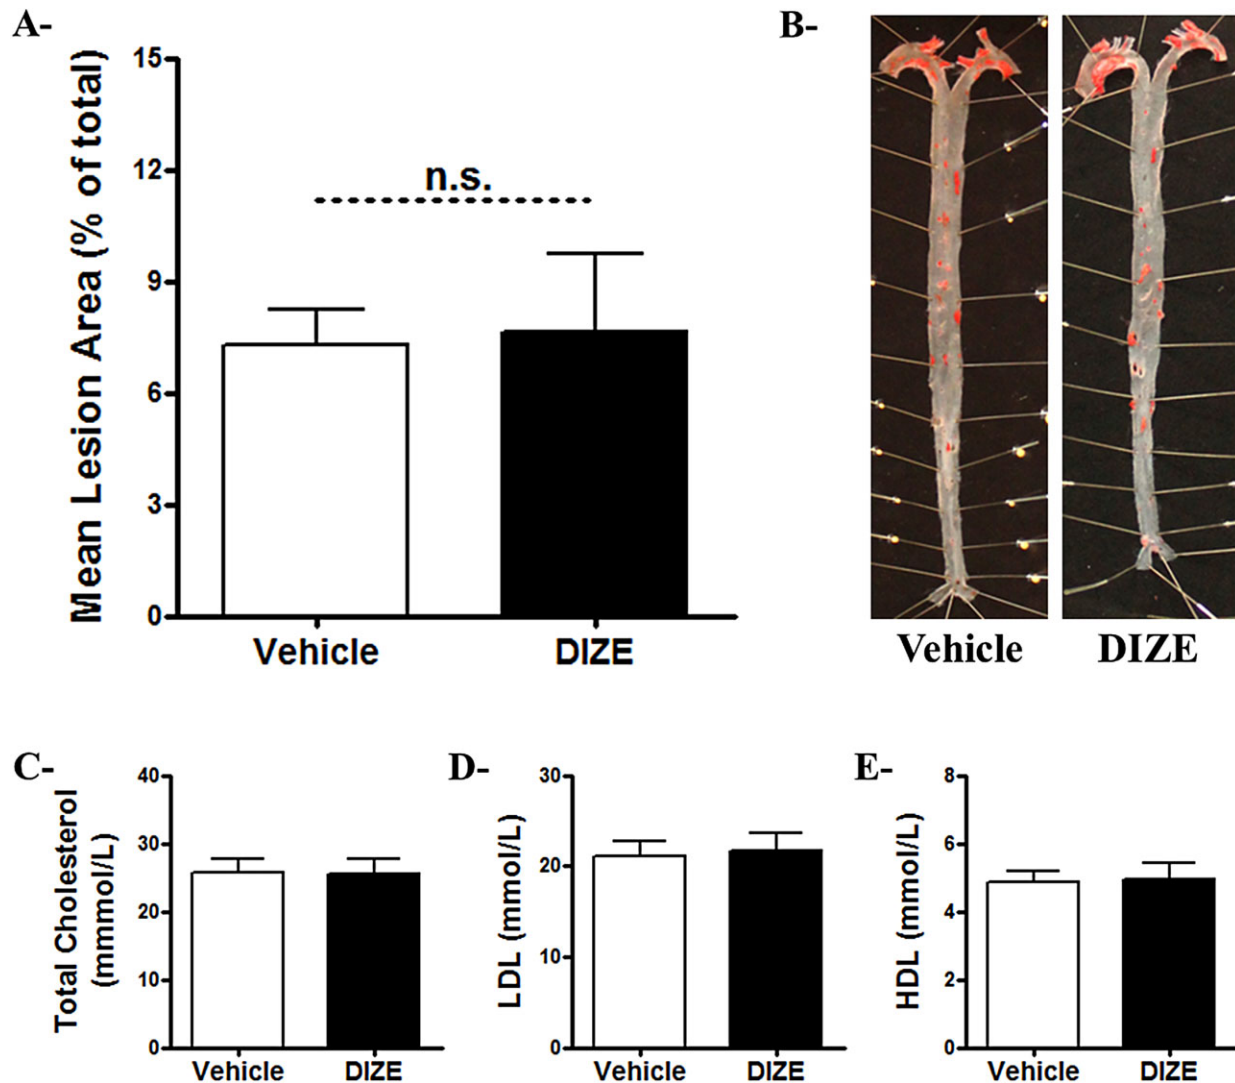 A-
B-
Mean Lesion Area (% of total)
15
12
9
6
3
0
n.s.
Vehicle
DIZE
Vehicle
DIZE
C-
Total Cholesterol
(mmmol/L)
40
30
20
10
0
Vehicle
DIZE
D-
LDL (mmol/L)
30
20
10
0
Vehicle
DIZE
E-
HDL (mmol/L)
8
6
4
2
0
Vehicle
DIZE